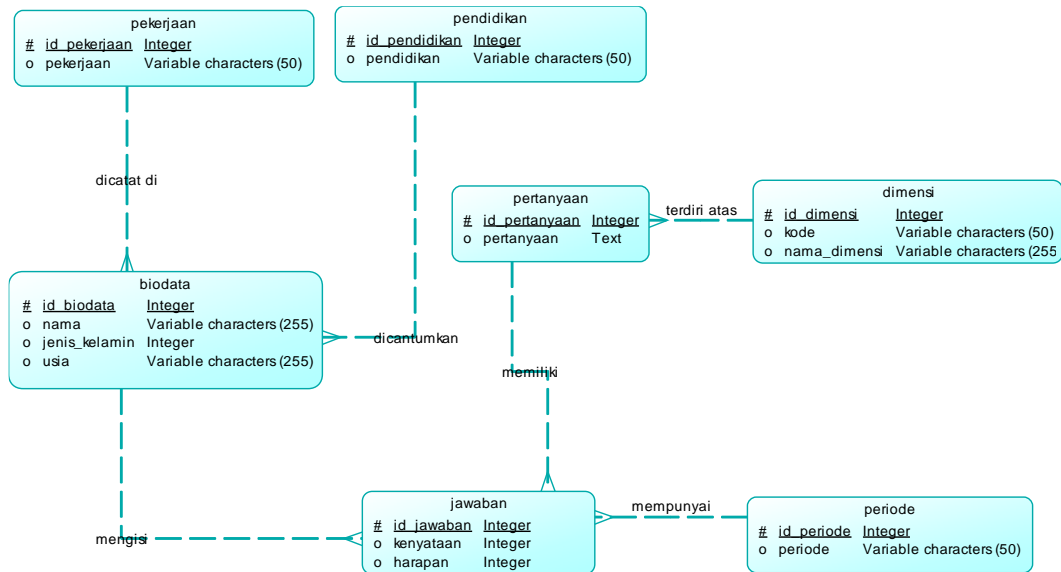 pekerjaan
# id_pekerjaan Integer
o pekerjaan Variable characters (50)
pendidikan
# id_pendidikan Integer
o pendidikan Variable characters (50)
dicatat di
pertanyaan
# id_pertanyaan Integer
o pertanyaan Text
terdiri atas
dimensi
# id_dimensi Integer
o kode Variable characters (50)
o nama_dimensi Variable characters (255
biodata
# id_biodata Integer
o nama Variable characters (255)
o jenis_kelamin Integer
o usia Variable characters (255)
dicantumkan
memiliki
mengisi
jawaban
# id_jawaban Integer
o kenyataan Integer
o harapan Integer
mempunyai
periode
# id_periode Integer
o periode Variable characters (50)